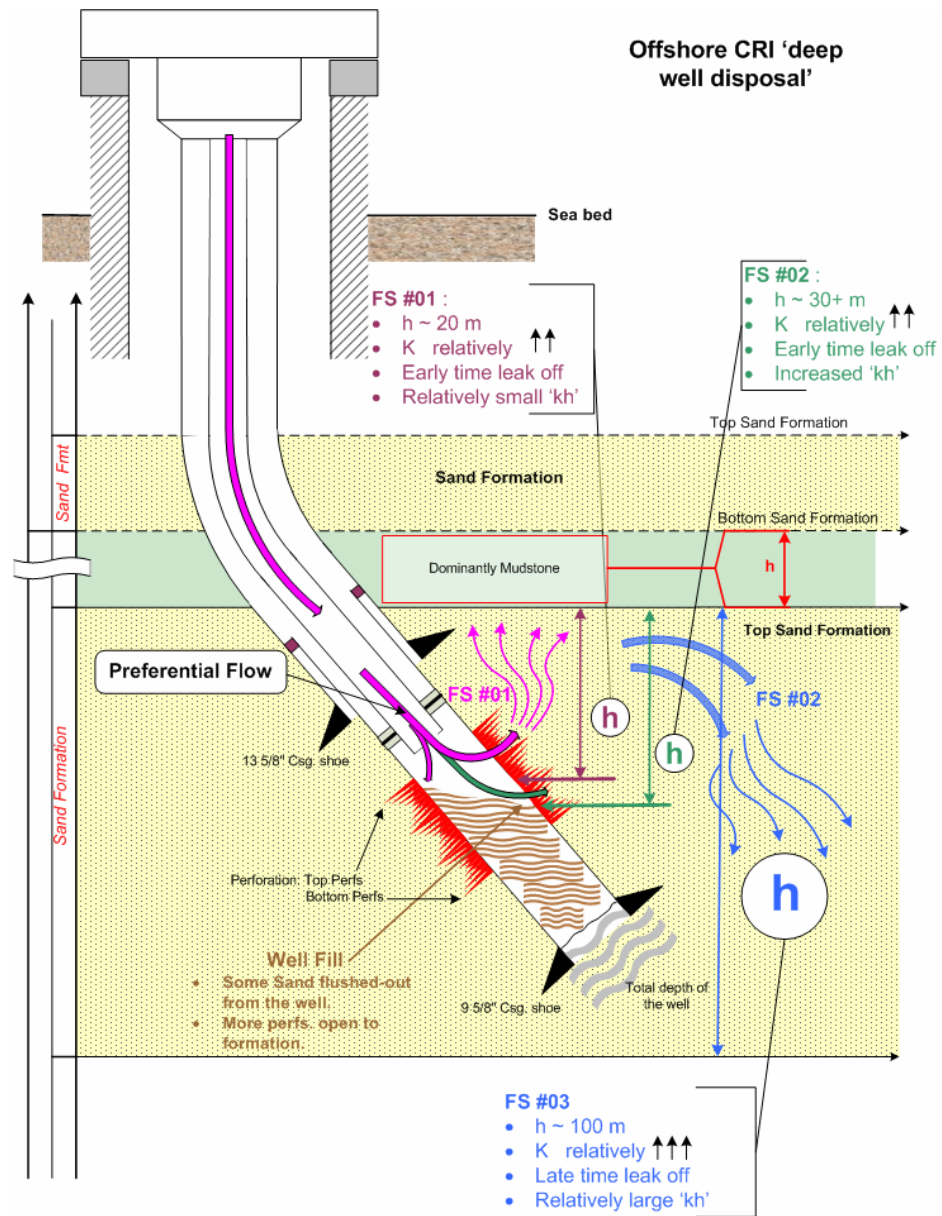 Offshore CRI ‘deep
well disposal’
Sea bed
FS #01 :
• h ~ 20 m
• K relatively ↑↑
• Early time leak off
• Relatively small ‘kh’
FS #02 :
• h ~ 30+ m
• K relatively ↑↑
• Early time leak off
• Increased ‘kh’
Top Sand Formation
Sand Fmt
Sand Formation
Bottom Sand Formation
Dominantly Mudstone
h
Top Sand Formation
Preferential Flow
FS #01
FS #02
h
h
13 5/8" Csg. shoe
Sand Formation
Perforation: Top Perfs
Bottom Perfs
h
Well Fill
• Some Sand flushed-out
from the well.
• More perfs. open to
formation.
9 5/8" Csg. shoe
Total depth of
the well
FS #03
• h ~ 100 m
• K relatively ↑↑↑
• Late time leak off
• Relatively large ‘kh’